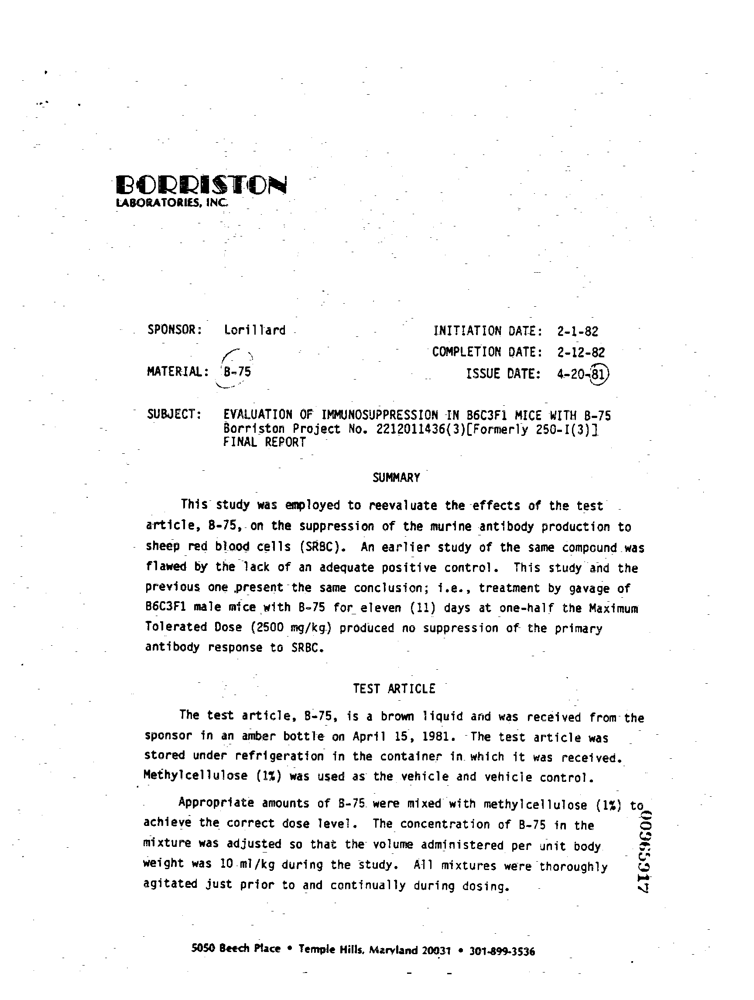 BORRISTON
LABORATORIES, INC.
SPONSOR: Lorillard
INITIATION DATE: 2-1-82
COMPLETION DATE: 2-12-82
MATERIAL: B-75
ISSUE DATE: 4-20-81
SUBJECT: EVALUATION OF IMMUNOSUPPRESSION IN B6C3F1 MICE WITH B-75
Borriston Project No. 2212011436(3)[Formerly 250-I(3)]
FINAL REPORT
SUMMARY
This study was employed to reevaluate the effects of the test
article, B-75, on the suppression of the murine antibody production to
sheep red blood cells (SRBC). An earlier study of the same compound was
flawed by the lack of an adequate positive control. This study and the
previous one present the same conclusion; i.e., treatment by gavage of
B6C3F1 male mice with B-75 for eleven (11) days at one-half the Maximum
Tolerated Dose (2500 mg/kg) produced no suppression of the primary
antibody response to SRBC.
TEST ARTICLE
The test article, B-75, is a brown liquid and was received from the
sponsor in an amber bottle on April 15, 1981. The test article was
stored under refrigeration in the container in which it was received.
Methylcellulose (1%) was used as the vehicle and vehicle control.
Appropriate amounts of B-75 were mixed with methylcellulose (1%) to
achieve the correct dose level. The concentration of B-75 in the
mixture was adjusted so that the volume administered per unit body
weight was 10 ml/kg during the study. All mixtures were thoroughly
agitated just prior to and continually during dosing.
00965917
5050 Beech Place • Temple Hills, Maryland 20031 • 301-899-3536